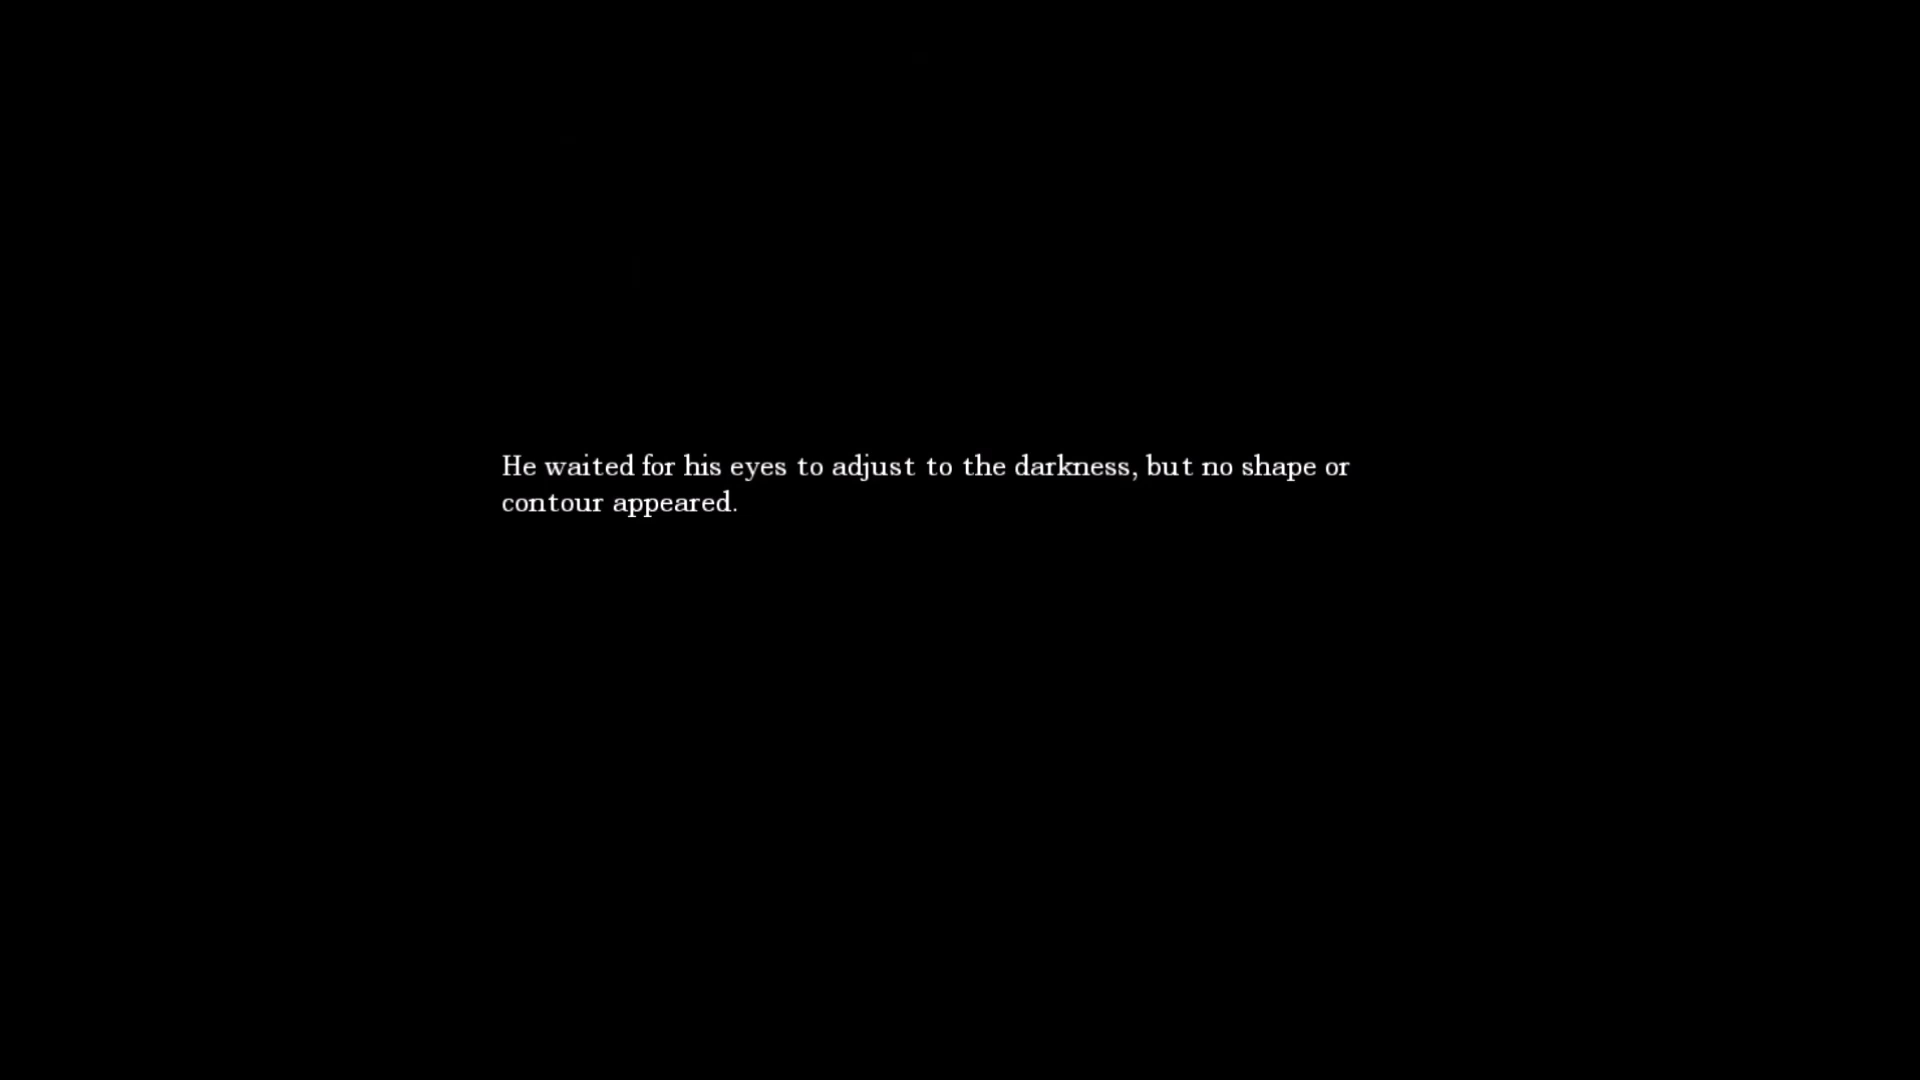 He waited for his eyes to adjust to the darkness, but no shape or
contour appeared.